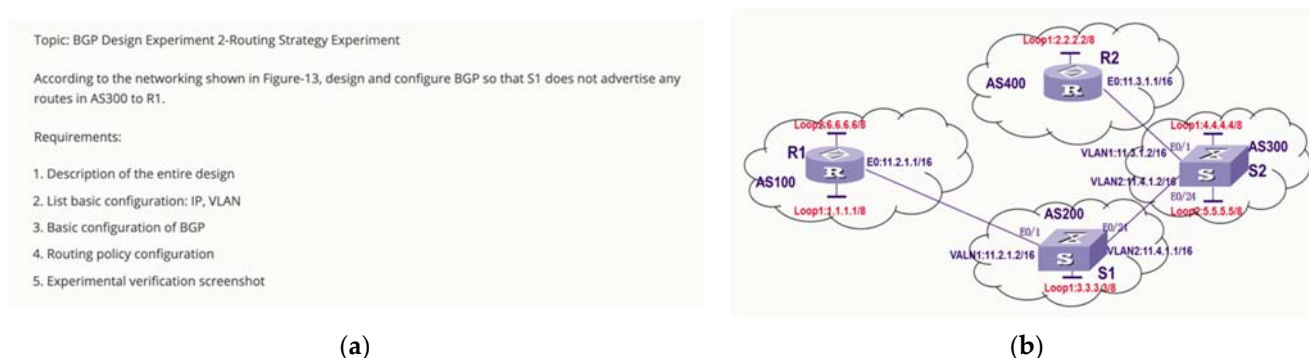 Topic: BGP Design Experiment 2-Routing Strategy Experiment
According to the networking shown in Figure-13, design and configure BGP so that S1 does not advertise any
routes in AS300 to R1.
Requirements:
1. Description of the entire design
2. List basic configuration: IP, VLAN
3. Basic configuration of BGP
4. Routing policy configuration
5. Experimental verification screenshot
(a)
Loop1:2.2.2.2/8
R2
AS400
E0:11.3.1.1/16
R
Loop2:6.6.6.6/8
R1
E0:11.2.1.1/16
AS100
R
Loop1:1.1.1.1/8
Loop1:4.4.4.4/8
VLAN1:11.3.1.2/16
E0/1
AS300
S2
VLAN2:11.4.1.2/16
S
E0/24
Loop2:5.5.5.5/8
AS200
E0/1
E0/24
VALN1:11.2.1.2/16
VLAN2:11.4.1.1/16
S
S1
Loop1:3.3.3.3/8
(b)